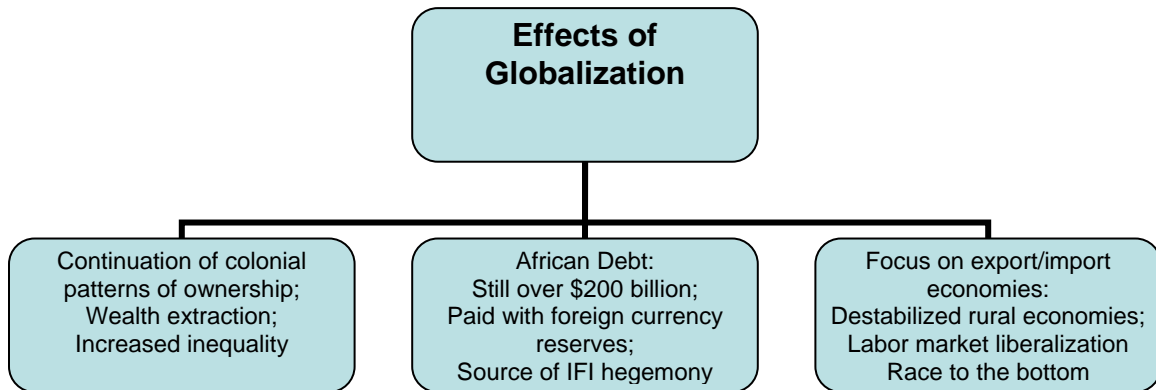 Effects of
Globalization
Continuation of colonial
patterns of ownership;
Wealth extraction;
Increased inequality
African Debt:
Still over $200 billion;
Paid with foreign currency
reserves;
Source of IFI hegemony
Focus on export/import
economies:
Destabilized rural economies;
Labor market liberalization
Race to the bottom